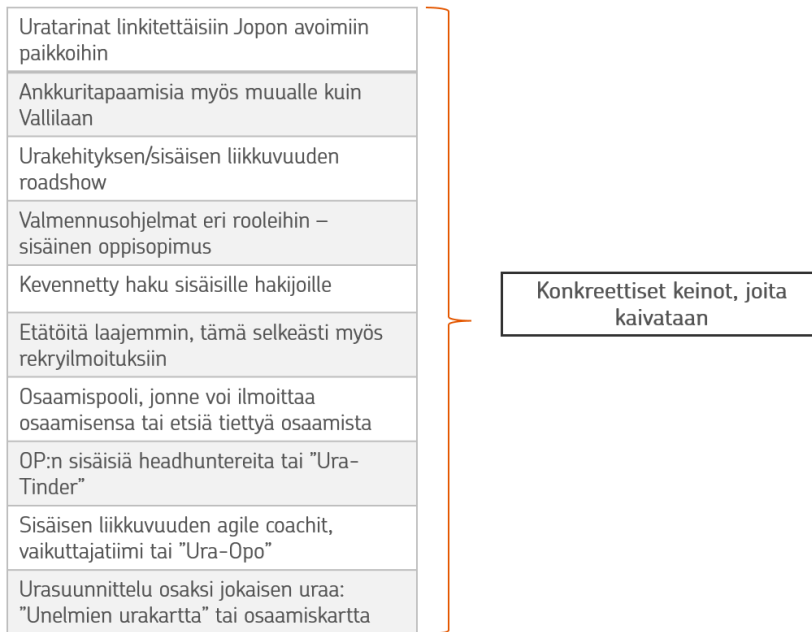 Uratarinat linkitettäisiin Jopon avoimiin
paikkoihin
Ankkuritapaamisia myös muualle kuin
Vallilaan
Urakehityksen/sisäisen liikkuvuuden
roadshow
Valmennusohjelmat eri rooleihin –
sisäinen oppisopimus
Kevennetty haku sisäisille hakijoille
Etätöitä laajemmin, tämä selkeästi myös
rekryilmoituksiin
Osaamispooli, jonne voi ilmoittaa
osaamisensa tai etsiä tiettyä osaamista
OP:n sisäisiä headhuntereita tai ”Ura-
Tinder”
Sisäisen liikkuvuuden agile coachit,
vaikuttajatiimi tai ”Ura-Opo”
Urasuunnittelu osaksi jokaisen uraa:
”Unelmien urakartta” tai osaamiskartta
Konkreettiset keinot, joita
kaivataan